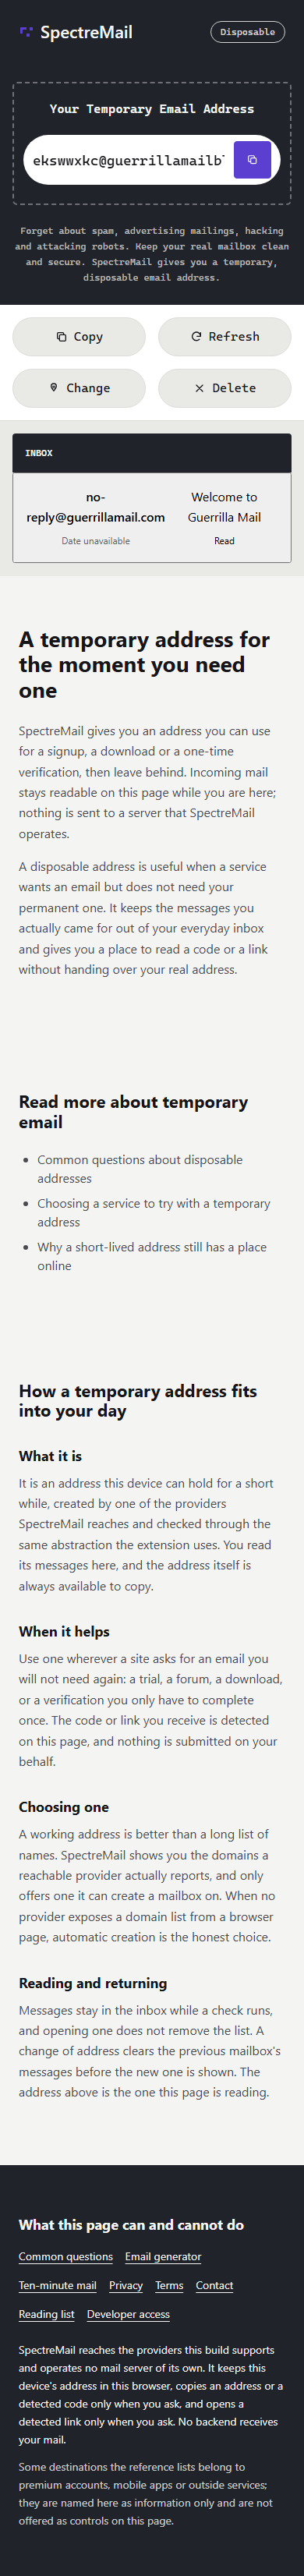 SpectreMail
Disposable
Your Temporary Email Address
ekswwxkc@guerrillamailb
Forget about spam, advertising mailings, hacking
and attacking robots. Keep your real mailbox clean
and secure. SpectreMail gives you a temporary,
disposable email address.
Copy
Refresh
Change
Delete
INBOX
no-
reply@guerrillamail.com
Date unavailable
Welcome to
Guerrilla Mail
Read
A temporary address for
the moment you need
one
SpectreMail gives you an address you can use
for a signup, a download or a one-time
verification, then leave behind. Incoming mail
stays readable on this page while you are here;
nothing is sent to a server that SpectreMail
operates.
A disposable address is useful when a service
wants an email but does not need your
permanent one. It keeps the messages you
actually came for out of your everyday inbox
and gives you a place to read a code or a link
without handing over your real address.
Read more about temporary
email
Common questions about disposable
addresses
Choosing a service to try with a temporary
address
Why a short-lived address still has a place
online
How a temporary address fits
into your day
What it is
It is an address this device can hold for a short
while, created by one of the providers
SpectreMail reaches and checked through the
same abstraction the extension uses. You read
its messages here, and the address itself is
always available to copy.
When it helps
Use one wherever a site asks for an email you
will not need again: a trial, a forum, a download,
or a verification you only have to complete
once. The code or link you receive is detected
on this page, and nothing is submitted on your
behalf.
Choosing one
A working address is better than a long list of
names. SpectreMail shows you the domains a
reachable provider actually reports, and only
offers one it can create a mailbox on. When no
provider exposes a domain list from a browser
page, automatic creation is the honest choice.
Reading and returning
Messages stay in the inbox while a check runs,
and opening one does not remove the list. A
change of address clears the previous mailbox's
messages before the new one is shown. The
address above is the one this page is reading.
What this page can and cannot do
Common questions Email generator
Ten-minute mail Privacy Terms Contact
Reading list Developer access
SpectreMail reaches the providers this build supports
and operates no mail server of its own. It keeps this
device's address in this browser, copies an address or a
detected code only when you ask, and opens a
detected link only when you ask. No backend receives
your mail.
Some destinations the reference lists belong to
premium accounts, mobile apps or outside services;
they are named here as information only and are not
offered as controls on this page.